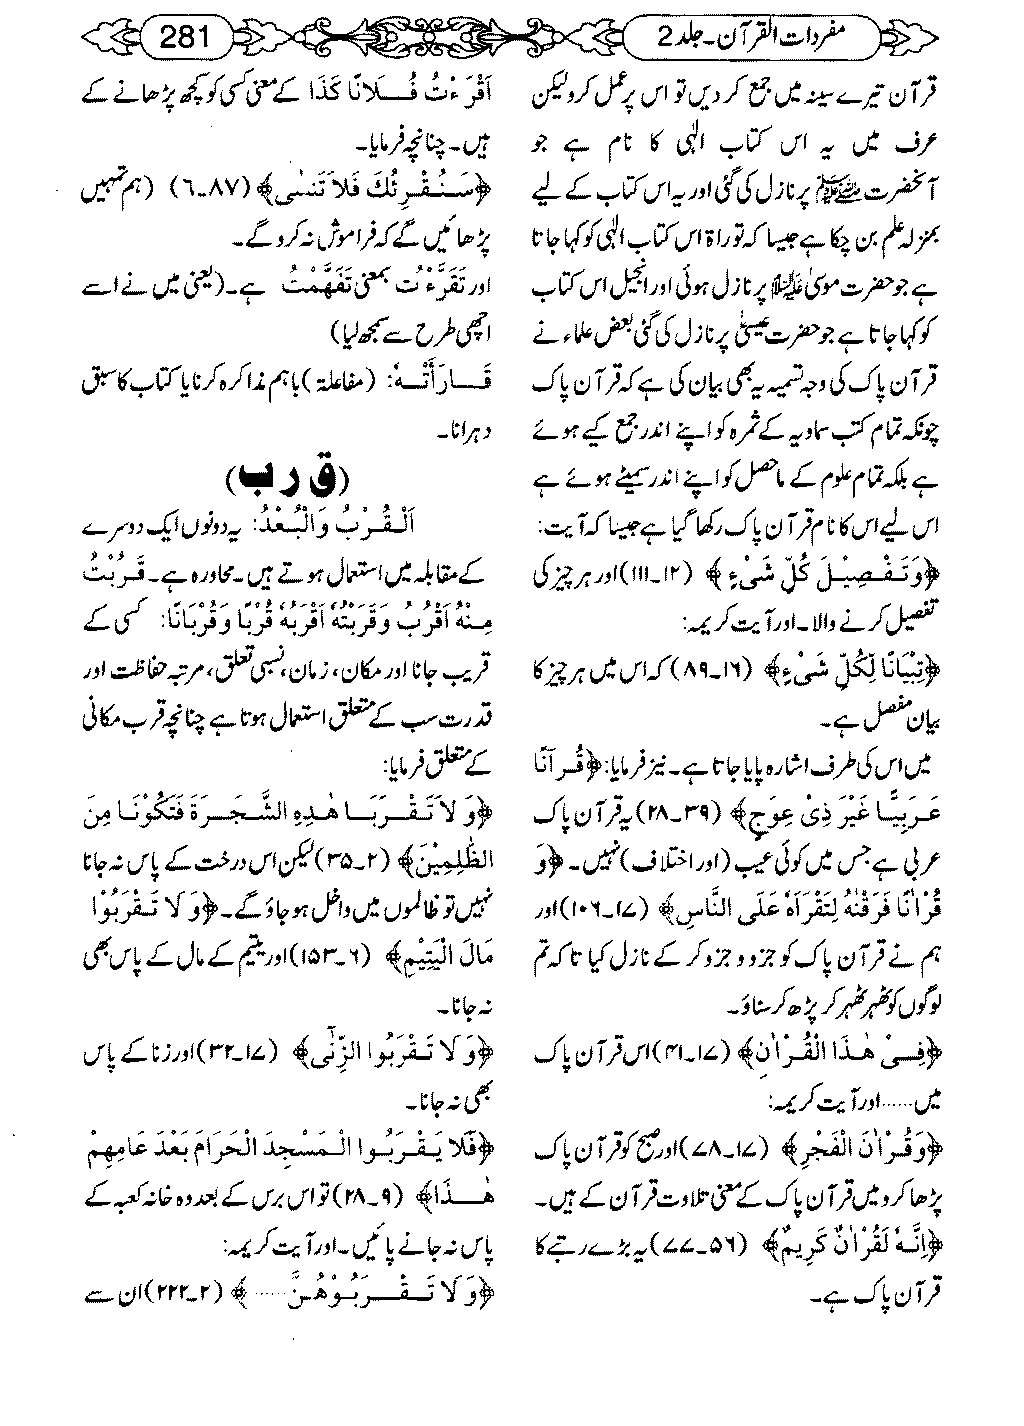 مفردات القرآن۔جلد 2
281
قرآن تیرے سینہ میں جمع کر دیں تو اس پر عمل کرو لیکن
عرف میں یہ اس کتاب الٰہی کا نام ہے جو
آنحضرت ﷺ پر نازل کی گئی اور یہ اس کتاب کے لیے
بمنزلہ علم بن چکا ہے جیسا کہ توراۃ اس کتاب الٰہی کو کہا جاتا
ہے جو حضرت موسیٰ علیہ السلام پر نازل ہوئی اور انجیل اس کتاب
کو کہا جاتا ہے جو حضرت عیسیٰ پر نازل کی گئی بعض علماء نے
قرآن پاک کی وجہ تسمیہ یہ بھی بیان کی ہے کہ قرآن پاک
چونکہ تمام کتب سماویہ کے ثمرہ کو اپنے اندر جمع کیے ہوئے
ہے بلکہ تمام علوم کے ماحصل کو اپنے اندر سمیٹے ہوئے ہے
اس لیے اس کا نام قرآن پاک رکھا گیا ہے جیسا کہ آیت:
﴿وَتَفْصِیْلَ کُلِّ شَیْءٍ﴾ (۱۲۔۱۱۱) اور ہر چیز کی
تفصیل کرنے والا۔ اور آیت کریمہ:
﴿تِبْیَانًا لِّکُلِّ شَیْءٍ﴾ (۱۶۔۸۹) کہ اس میں ہر چیز کا
بیان مفصل ہے۔
میں اس کی طرف اشارہ پایا جاتا ہے۔ نیز فرمایا: ﴿قُرآنًا
عَرَبِیًّا غَیْرَ ذِیْ عِوَجٍ﴾ (۳۹۔۲۸) یہ قرآن پاک
عربی ہے جس میں کوئی عیب (اور اختلاف) نہیں۔ ﴿وَ
قُرْاٰنًا فَرَقْنٰهُ لِتَقْرَاَهٗ عَلَی النَّاسِ﴾ (۱۷۔۱۰۶) اور
ہم نے قرآن پاک کو جزو جزو کر کے نازل کیا تاکہ تم
لوگوں کو ٹھہر ٹھہر کر پڑھ کر سناؤ۔
﴿فِیْ هٰذَا الْقُرْاٰنِ﴾ (۱۷۔۴۱) اس قرآن پاک
میں...... اور آیت کریمہ:
﴿وَقُرْاٰنَ الْفَجْرِ﴾ (۱۷۔۷۸) اور صبح کو قرآن پاک
پڑھا کرو میں قرآن پاک کے معنی تلاوت قرآن کے ہیں۔
﴿اِنَّهٗ لَقُرْاٰنٌ کَرِیْمٌ﴾ (۵۶۔۷۷) یہ بڑے رتبے کا
قرآن پاک ہے۔
اَقْرَءْتُ فُلَانًا کَذَا کے معنی کسی کو کچھ پڑھانے کے
ہیں۔ چنانچہ فرمایا۔
﴿سَنُقْرِئُكَ فَلَا تَنْسٰی﴾ (۸۷۔۶) (ہم تمہیں
پڑھائیں گے کہ فراموش نہ کرو گے۔
اور تَقَرَّءْتُ بمعنی تَفَهَّمْتُ ہے۔ (یعنی میں نے اسے
اچھی طرح سے سمجھ لیا)
قَارَأْتُهٗ: (مفاعلة) باہم مذاکرہ کرنا یا کتاب کا سبق
دہرانا۔
(ق ر ب)
اَلْقُرْبُ وَالْبُعْدُ: یہ دونوں ایک دوسرے
کے مقابلہ میں استعمال ہوتے ہیں۔ محاورہ ہے۔ قَرُبْتُ
مِنْهُ اَقْرُبُ وَقَرِبْتُهٗ اَقْرَبُهٗ قُرْبًا وَقُرْبَانًا: کسی کے
قریب جانا اور مکان، زمان، نسبی تعلق، مرتبہ حفاظت اور
قدرت سب کے متعلق استعمال ہوتا ہے چنانچہ قرب مکانی
کے متعلق فرمایا:
﴿وَلَا تَقْرَبَا هٰذِهِ الشَّجَرَةَ فَتَکُوْنَا مِنَ
الظّٰلِمِیْنَ﴾ (۲۔۳۵) لیکن اس درخت کے پاس نہ جانا
نہیں تو ظالموں میں داخل ہو جاؤ گے۔ ﴿وَلَا تَقْرَبُوْا
مَالَ الْیَتِیْمِ﴾ (۶۔۱۵۳) اور یتیم کے مال کے پاس بھی
نہ جانا۔
﴿وَلَا تَقْرَبُوا الزِّنٰٓی﴾ (۱۷۔۳۲) اور زنا کے پاس
بھی نہ جانا۔
﴿فَلَا یَقْرَبُوا الْمَسْجِدَ الْحَرَامَ بَعْدَ عَامِهِمْ
هٰذَا﴾ (۹۔۲۸) تو اس برس کے بعد وہ خانہ کعبہ کے
پاس نہ جانے پائیں۔ اور آیت کریمہ:
﴿وَلَا تَقْرَبُوْهُنَّ......﴾ (۲۔۲۲۲) ان سے